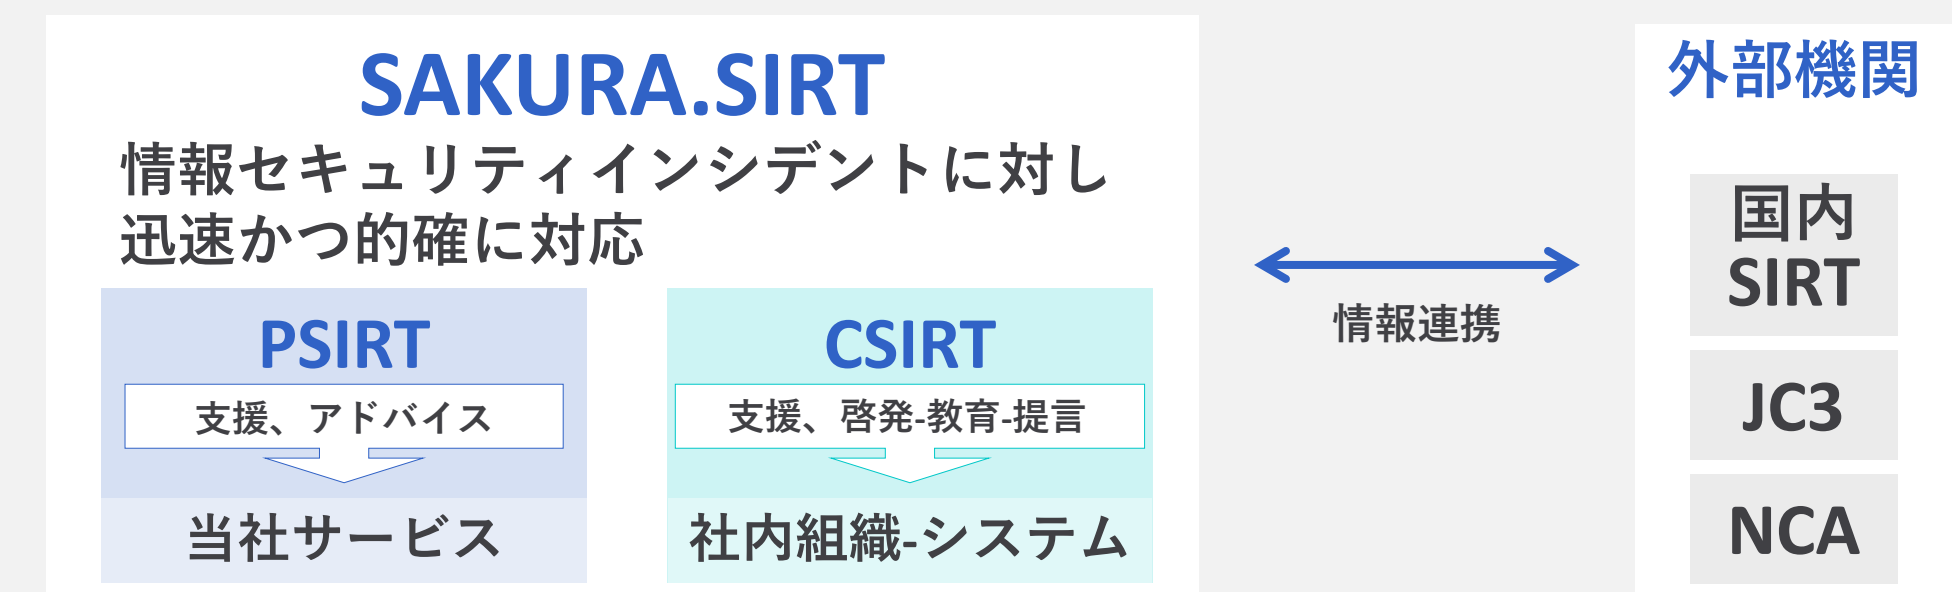 SAKURA.SIRT
情報セキュリティインシデントに対し
迅速かつ的確に対応
PSIRT
支援、アドバイス
当社サービス
CSIRT
支援、啓発-教育-提言
社内組織-システム
情報連携
外部機関
国内
SIRT
JC3
NCA